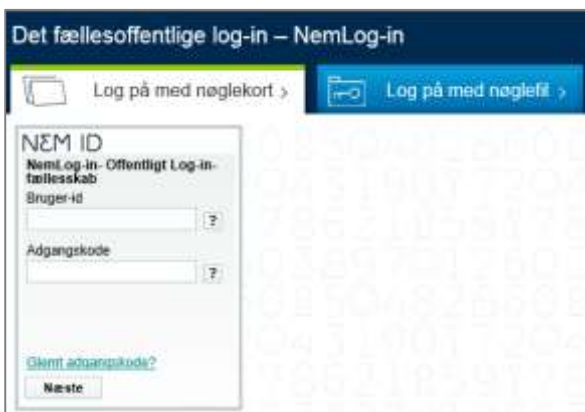 Det fællesoffentlige log-in – NemLog-in
Log på med nøglekort >
Log på med nøglefil >
NEM ID
NemLog-in- Offentligt Log-in-
fællesskab
Bruger-id
?
Adgangskode
?
Glemt adgangskode?
Næste